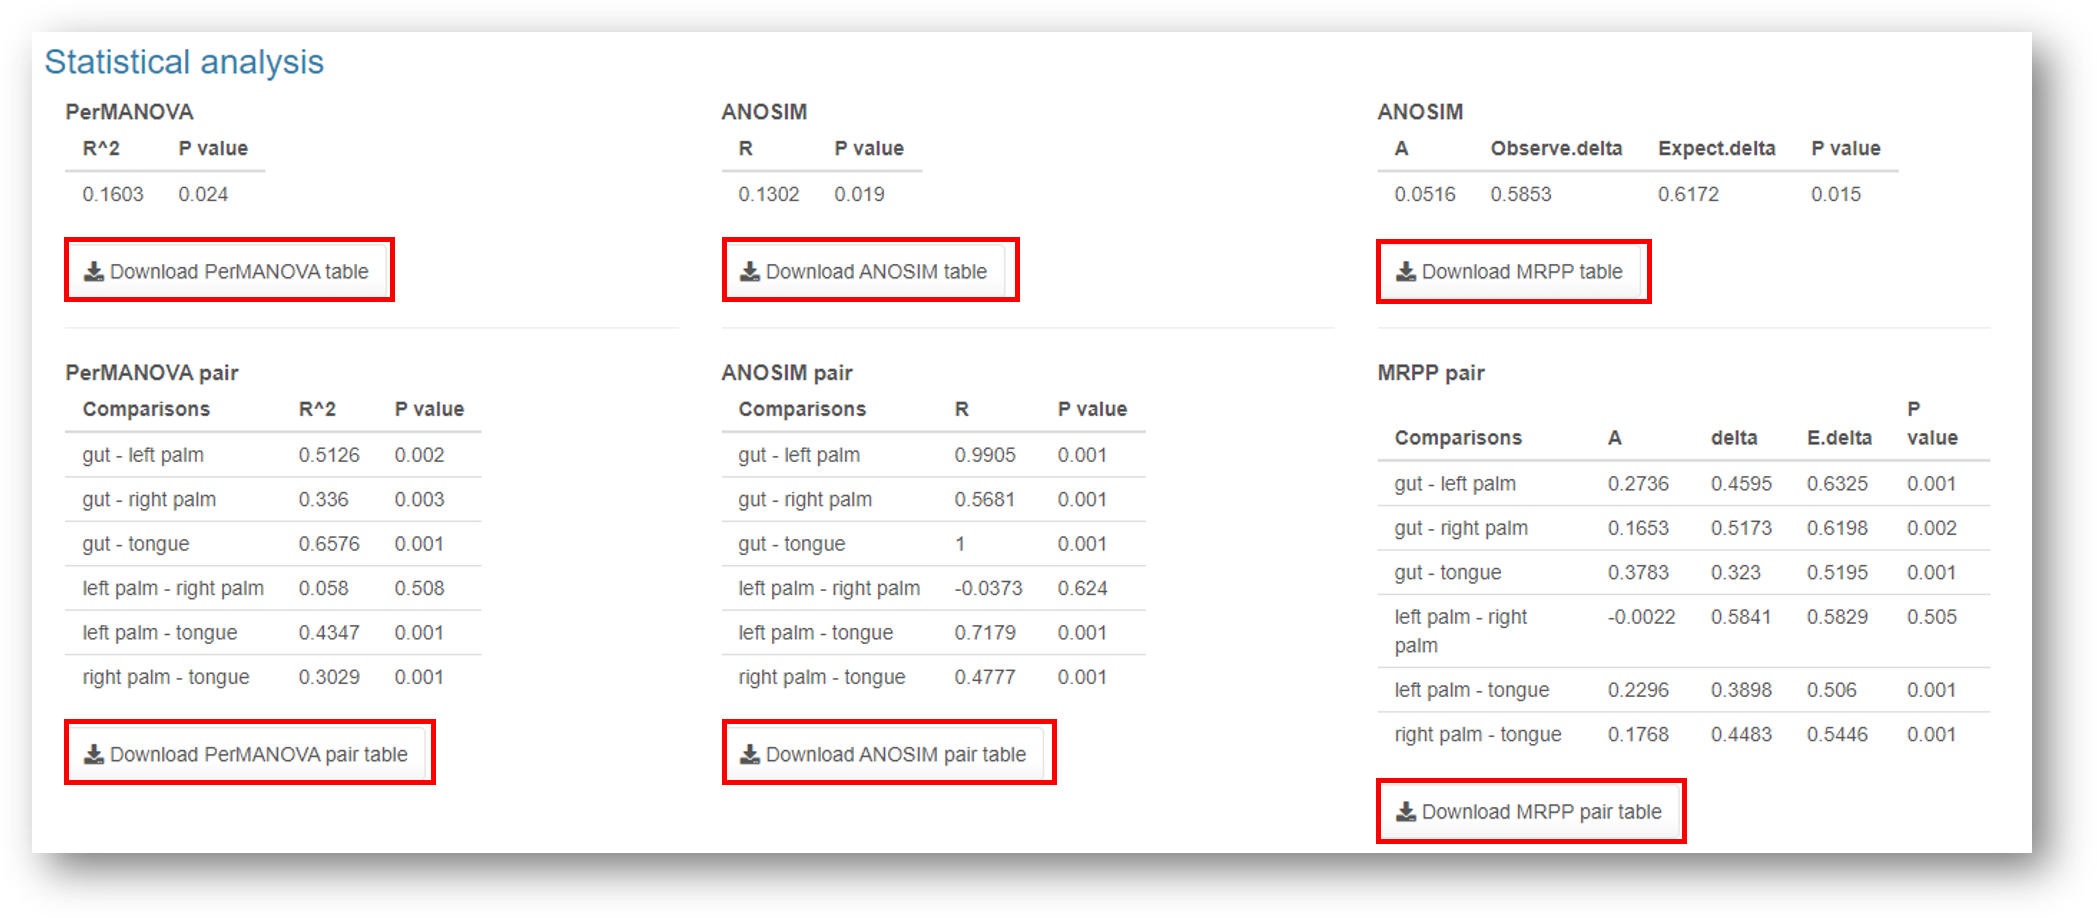 Statistical analysis
PerMANOVA
R^2 P value
0.1603 0.024
Download PerMANOVA table
ANOSIM
R P value
0.1302 0.019
Download ANOSIM table
ANOSIM
A Observe.delta Expect.delta P value
0.0516 0.5853 0.6172 0.015
Download MRPP table
PerMANOVA pair
Comparisons R^2 P value
gut - left palm 0.5126 0.002
gut - right palm 0.336 0.003
gut - tongue 0.6576 0.001
left palm - right palm 0.058 0.508
left palm - tongue 0.4347 0.001
right palm - tongue 0.3029 0.001
Download PerMANOVA pair table
ANOSIM pair
Comparisons R P value
gut - left palm 0.9905 0.001
gut - right palm 0.5681 0.001
gut - tongue 1 0.001
left palm - right palm -0.0373 0.624
left palm - tongue 0.7179 0.001
right palm - tongue 0.4777 0.001
Download ANOSIM pair table
MRPP pair
P
Comparisons A delta E.delta value
gut - left palm 0.2736 0.4595 0.6325 0.001
gut - right palm 0.1653 0.5173 0.6198 0.002
gut - tongue 0.3783 0.323 0.5195 0.001
left palm - right -0.0022 0.5841 0.5829 0.505
palm
left palm - tongue 0.2296 0.3898 0.506 0.001
right palm - tongue 0.1768 0.4483 0.5446 0.001
Download MRPP pair table